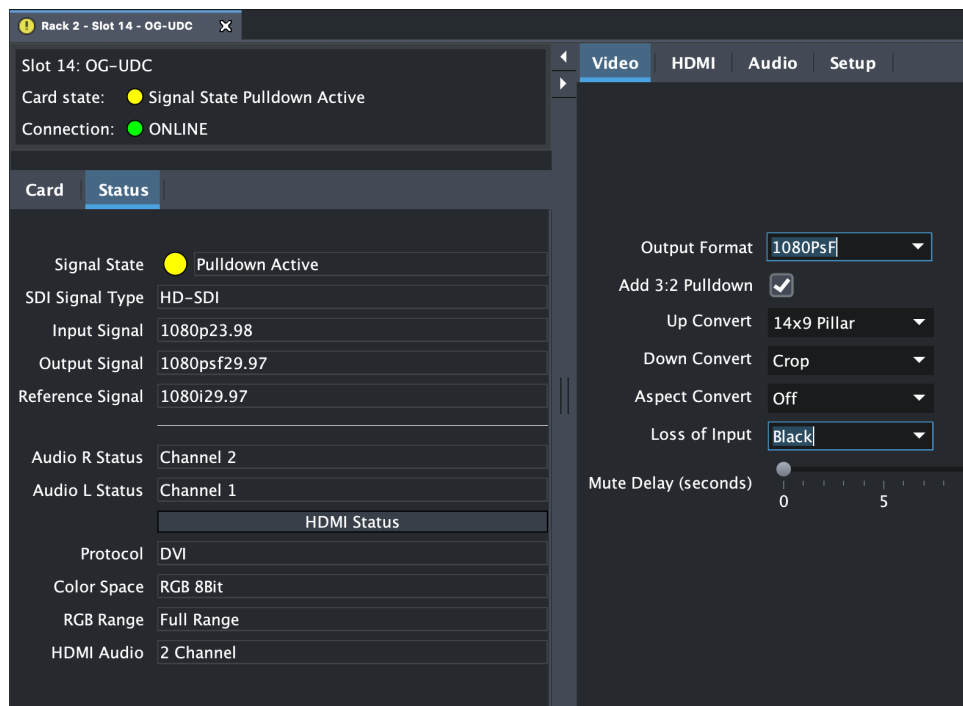 Rack 2 - Slot 14 - OG-UDC X
Slot 14: OG-UDC
Card state: Signal State Pulldown Active
Connection: ONLINE
Card Status
Signal State Pulldown Active
SDI Signal Type HD-SDI
Input Signal 1080p23.98
Output Signal 1080psf29.97
Reference Signal 1080i29.97
Audio R Status Channel 2
Audio L Status Channel 1
HDMI Status
Protocol DVI
Color Space RGB 8Bit
RGB Range Full Range
HDMI Audio 2 Channel
Video HDMI Audio Setup
Output Format 1080PsF
Add 3:2 Pulldown
Up Convert 14x9 Pillar
Down Convert Crop
Aspect Convert Off
Loss of Input Black
Mute Delay (seconds)
0 5